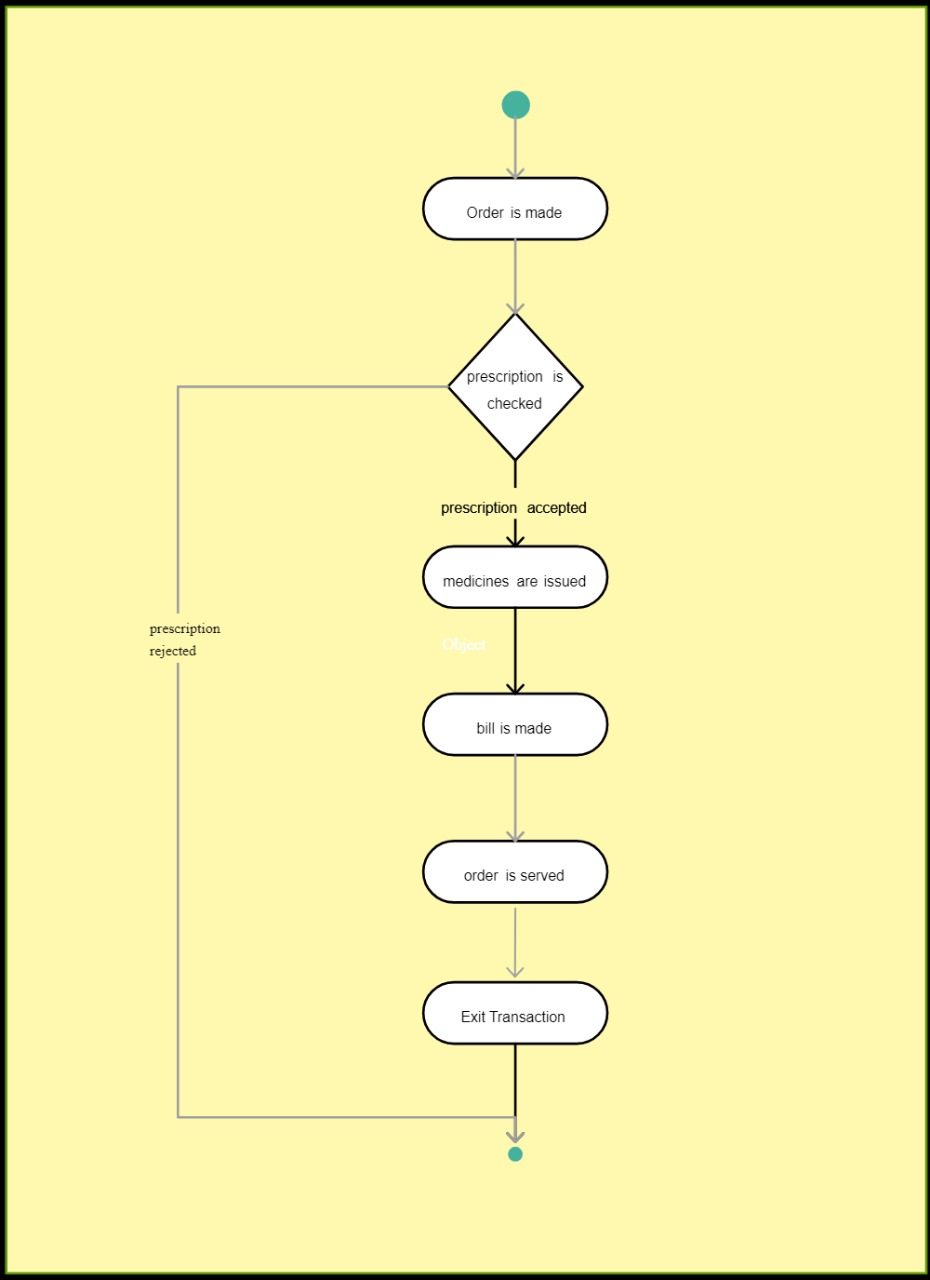 Order is made
prescription is
checked
prescription accepted
medicines are issued
Object
prescription
rejected
bill is made
order is served
Exit Transaction